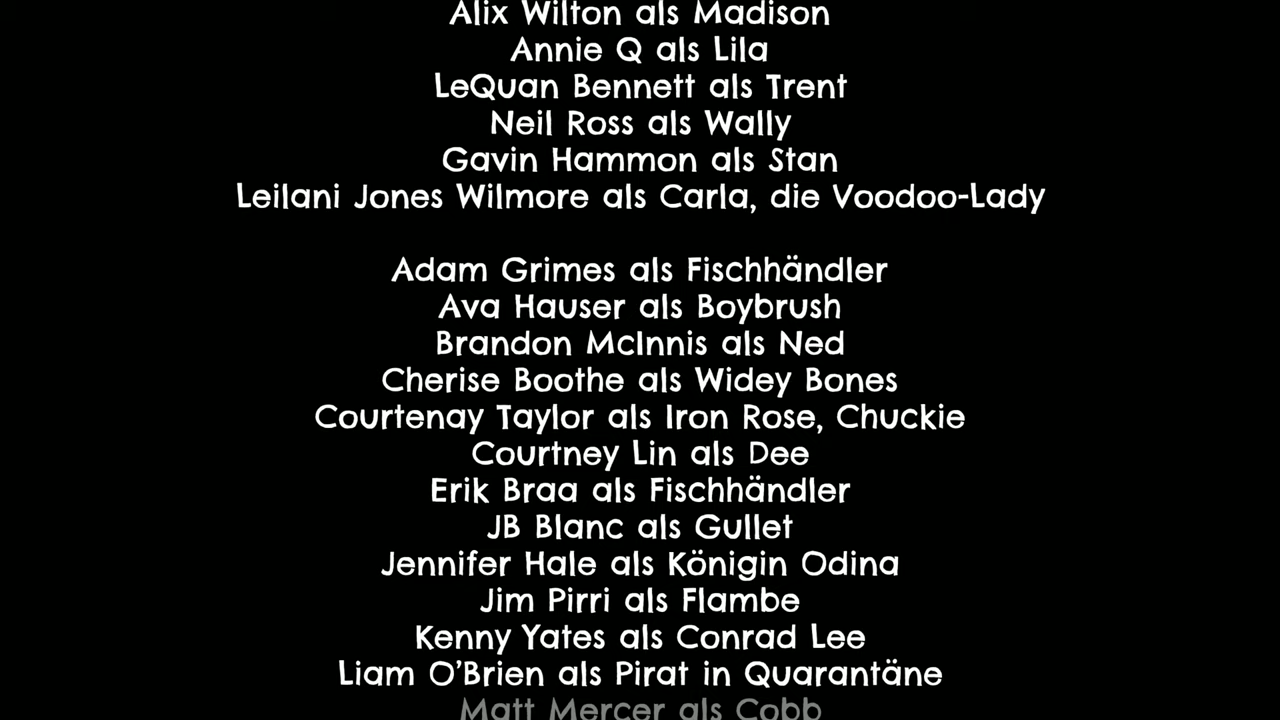 Alix Wilton als Madison
Annie Q als Lila
LeQuan Bennett als Trent
Neil Ross als Wally
Gavin Hammon als Stan
Leilani Jones Wilmore als Carla, die Voodoo-Lady
Adam Grimes als Fischhändler
Ava Hauser als Boybrush
Brandon McInnis als Ned
Cherise Boothe als Widey Bones
Courtenay Taylor als Iron Rose, Chuckie
Courtney Lin als Dee
Erik Braa als Fischhändler
JB Blanc als Gullet
Jennifer Hale als Königin Odina
Jim Pirri als Flambe
Kenny Yates als Conrad Lee
Liam O’Brien als Pirat in Quarantäne
Matt Mercer als Cobb